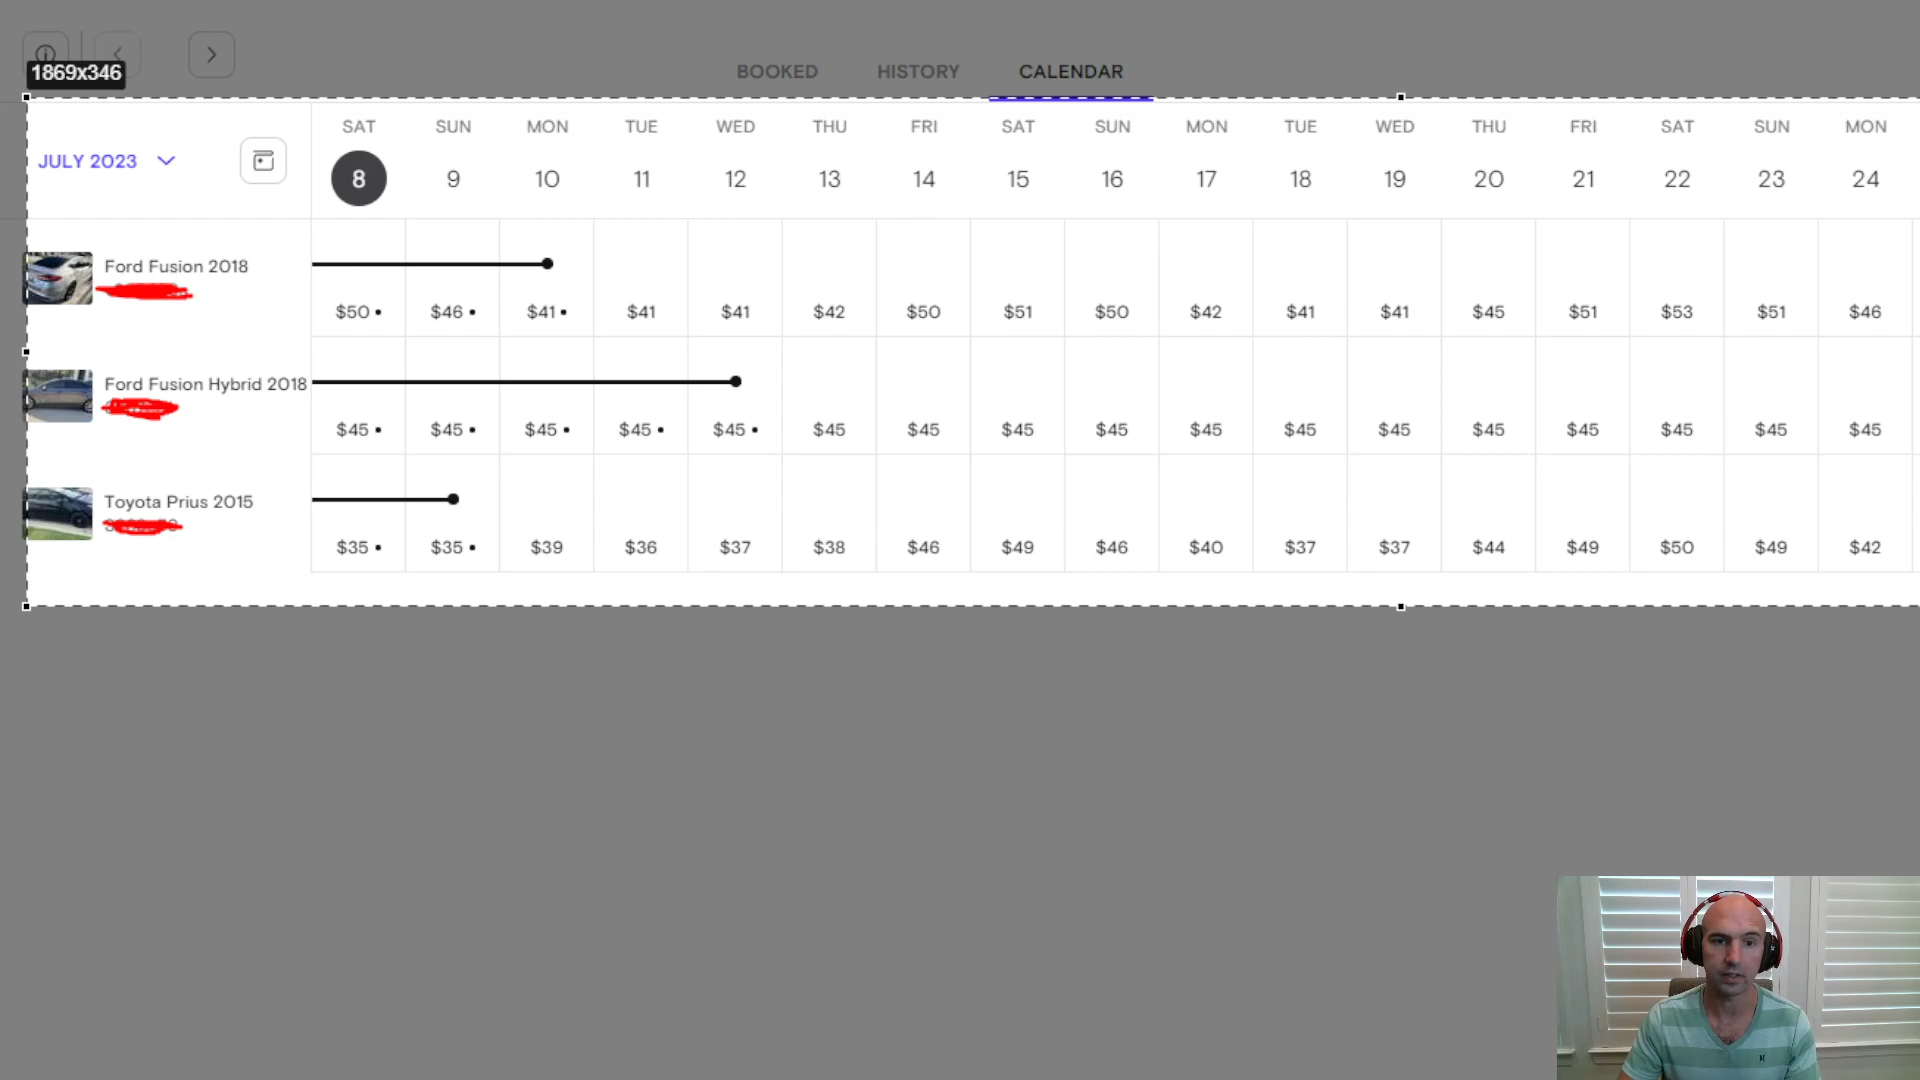 1869x346
BOOKED HISTORY CALENDAR
JULY 2023
SAT SUN MON TUE WED THU FRI SAT SUN MON TUE WED THU FRI SAT SUN MON
8 9 10 11 12 13 14 15 16 17 18 19 20 21 22 23 24
Ford Fusion 2018
$50 • $46 • $41 • $41 $41 $42 $50 $51 $50 $42 $41 $41 $45 $51 $53 $51 $46
Ford Fusion Hybrid 2018
$45 • $45 • $45 • $45 • $45 • $45 $45 $45 $45 $45 $45 $45 $45 $45 $45 $45 $45
Toyota Prius 2015
$35 • $35 • $39 $36 $37 $38 $46 $49 $46 $40 $37 $37 $44 $49 $50 $49 $42